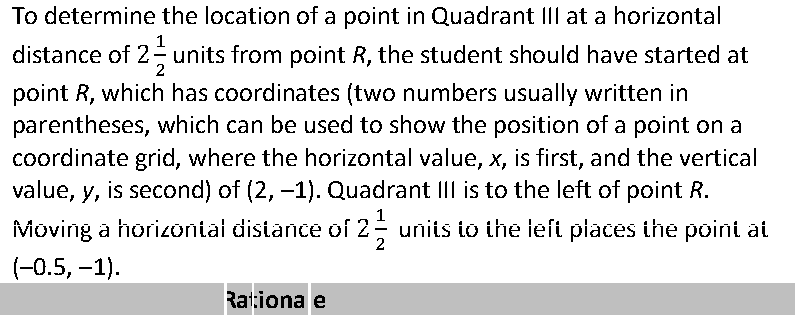 To determine the location of a point in Quadrant III at a horizontal
distance of 2 1/2 units from point R, the student should have started at
point R, which has coordinates (two numbers usually written in
parentheses, which can be used to show the position of a point on a
coordinate grid, where the horizontal value, x, is first, and the vertical
value, y, is second) of (2, –1). Quadrant III is to the left of point R.
Moving a horizontal distance of 2 1/2 units to the left places the point at
(–0.5, –1).
Rationale